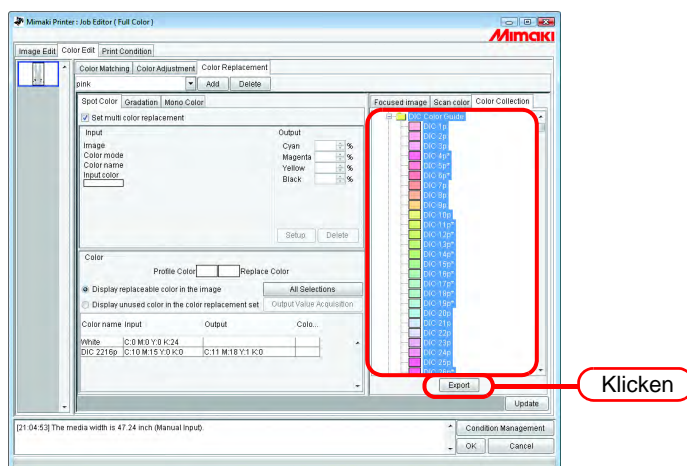 Mimaki Printer : Job Editor ( Full Color )
Mimaki
Image Edit Color Edit Print Condition
Color Matching Color Adjustment Color Replacement
pink Add Delete
Spot Color Gradation Mono Color
Focused image Scan color Color Collection
Set multi color replacement
Input Output
Image Cyan %
Color mode Magenta %
Color name Yellow %
Input color Black %
Setup Delete
Color
Profile Color Replace Color
Display replaceable color in the image All Selections
Display unused color in the color replacement set Output Value Acquisition
Color name Input Output Colo...
White C:0 M:0 Y:0 K:24
DIC 2216p C:10 M:15 Y:0 K:0 C:11 M:18 Y:1 K:0
DIC Color Guide
DIC-1p
DIC-2p
DIC-3p
DIC-4p*
DIC-5p*
DIC-6p*
DIC-7p
DIC-8p
DIC-9p
DIC-10p
DIC-11p*
DIC-12p*
DIC-13p*
DIC-14p*
DIC-15p*
DIC-16p*
DIC-17p*
DIC-18p*
DIC-19p*
DIC-20p
DIC-21p
DIC-22p
DIC-23p
DIC-24p
DIC-25p
DIC-26p*
Export
Klicken
Update
[21:04:53] The media width is 47.24 inch (Manual Input).
Condition Management
OK Cancel